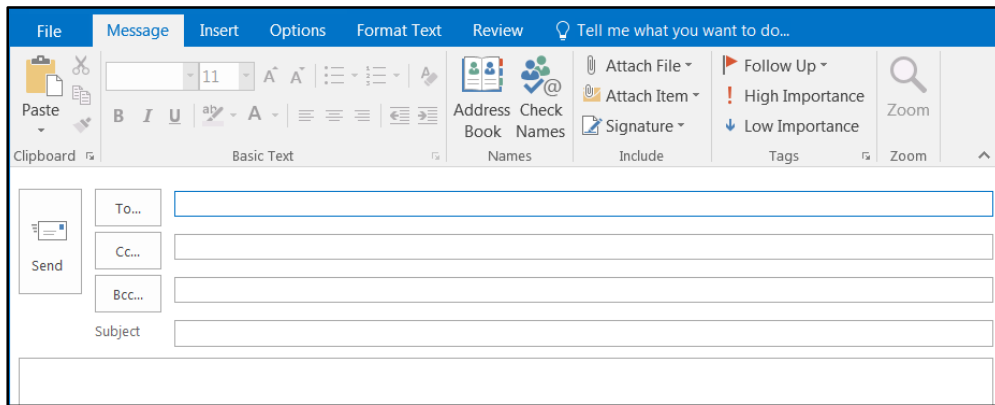 File Message Insert Options Format Text Review Tell me what you want to do...
11 Attach File Follow Up
Paste Address Check Attach Item High Importance Zoom
B I U ab A Book Names Signature Low Importance
Clipboard Basic Text Names Include Tags Zoom
To...
Cc...
Send
Bcc...
Subject